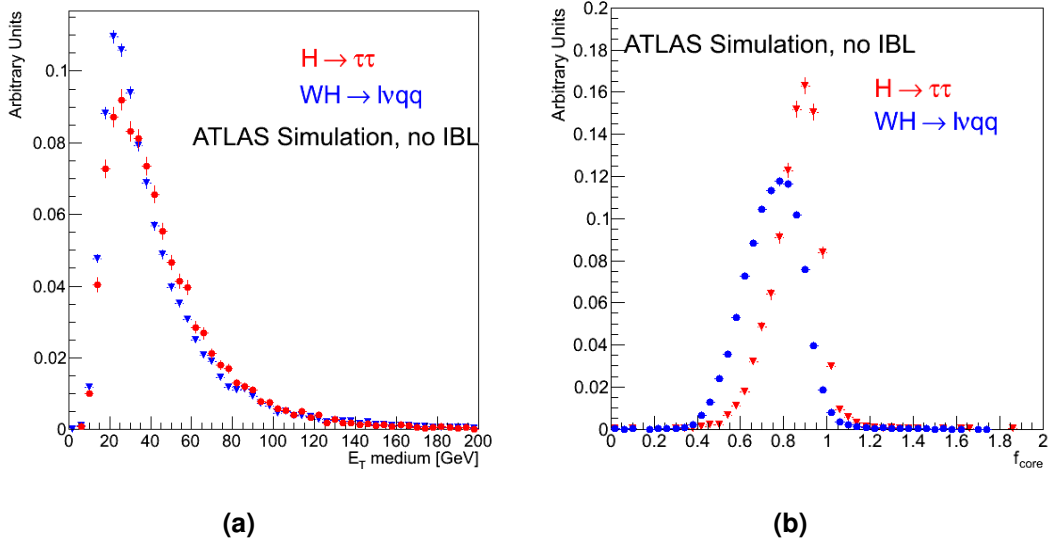 Arbitrary Units
0.1
0.08
0.06
0.04
0.02
H → ττ
WH → lνqq
ATLAS Simulation, no IBL
0 20 40 60 80 100 120 140 160 180 200
E_T medium [GeV]
(a)
Arbitrary Units
0.2
0.18
0.16
0.14
0.12
0.1
0.08
0.06
0.04
0.02
0
ATLAS Simulation, no IBL
H → ττ
WH → lνqq
0 0.2 0.4 0.6 0.8 1 1.2 1.4 1.6 1.8 2
f_core
(b)